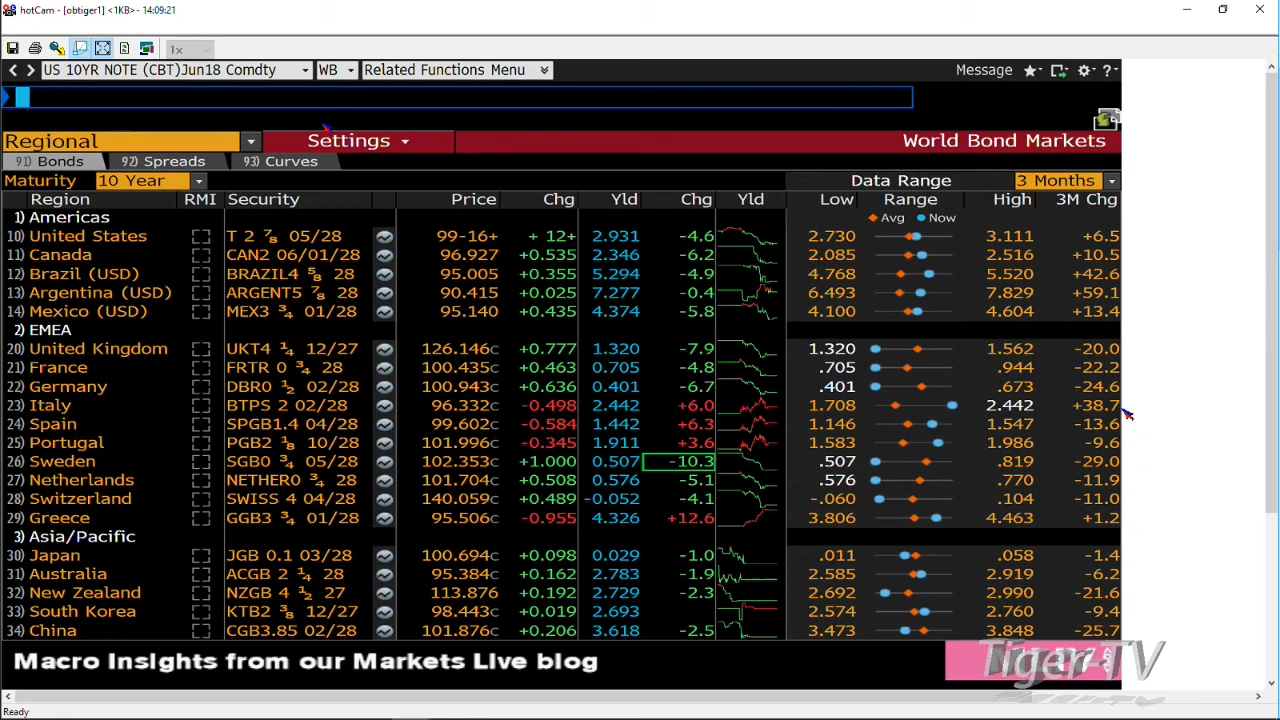 hotCam - [obtiger1] <1KB> - 14:09:21
1x
US 10YR NOTE (CBT)Jun18 Comdty WB Related Functions Menu Message ?
Regional Settings World Bond Markets
91) Bonds 92) Spreads 93) Curves
Maturity 10 Year Data Range 3 Months
Region RMI Security Price Chg Yld Chg Yld Low Range High 3M Chg
1) Americas Avg Now
10) United States T 2 ⅞ 05/28 99-16+ + 12+ 2.931 -4.6 2.730 3.111 +6.5
11) Canada CAN2 06/01/28 96.927 +0.535 2.346 -6.2 2.085 2.516 +10.5
12) Brazil (USD) BRAZIL4 ⅝ 28 95.005 +0.355 5.294 -4.9 4.768 5.520 +42.6
13) Argentina (USD) ARGENT5 ⅞ 28 90.415 +0.025 7.277 -0.4 6.493 7.829 +59.1
14) Mexico (USD) MEX3 ¾ 01/28 95.140 +0.435 4.374 -5.8 4.100 4.604 +13.4
2) EMEA
20) United Kingdom UKT4 ¼ 12/27 126.146c +0.777 1.320 -7.9 1.320 1.562 -20.0
21) France FRTR 0 ¾ 05/28 100.435c +0.463 0.705 -4.8 .705 .944 -22.2
22) Germany DBR0 ½ 02/28 100.943c +0.636 0.401 -6.7 .401 .673 -24.6
23) Italy BTPS 2 02/28 96.332c -0.498 2.442 +6.0 1.708 2.442 +38.7
24) Spain SPGB1.4 04/28 99.602c -0.584 1.442 +6.3 1.146 1.547 -13.6
25) Portugal PGB2 ⅛ 10/28 101.996c -0.345 1.911 +3.6 1.583 1.986 -9.6
26) Sweden SGB0 ¾ 05/28 102.353c +1.000 0.507 -10.3 .507 .819 -29.0
27) Netherlands NETHER0 ¾ 07/28 101.704c +0.508 0.576 -5.1 .576 .770 -11.9
28) Switzerland SWISS 4 04/28 140.059c +0.489 -0.052 -4.1 -.060 .104 -11.0
29) Greece GGB3 ¾ 01/28 95.506c -0.955 4.326 +12.6 3.806 4.463 +1.2
3) Asia/Pacific
30) Japan JGB 0.1 03/28 100.694c +0.098 0.029 -1.0 .011 .058 -1.4
31) Australia ACGB 2 ¼ 28 95.384c +0.162 2.783 -1.9 2.585 2.919 -6.2
32) New Zealand NZGB 4 ½ 27 113.876 +0.192 2.729 -2.3 2.692 2.990 -21.6
33) South Korea KTB2 ⅜ 12/27 98.443c +0.019 2.693 2.574 2.760 -9.4
34) China CGB3.85 02/28 101.876c +0.206 3.618 -2.5 3.473 3.848 -25.7
Macro Insights from our Markets Live blog
Tiger-TV
Ready